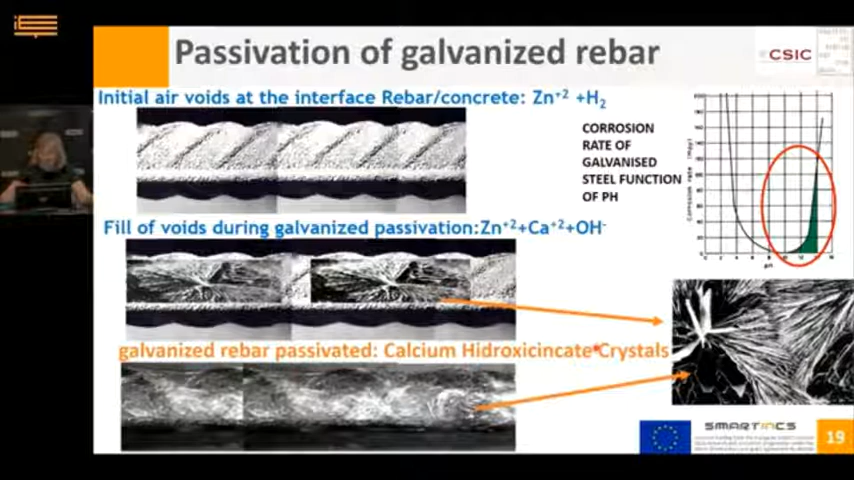 Passivation of galvanized rebar
CSIC
Initial air voids at the interface Rebar/concrete: Zn+2 +H2
CORROSION
RATE OF
GALVANISED
STEEL FUNCTION
OF PH
Fill of voids during galvanized passivation:Zn+2+Ca+2+OH-
pH
galvanized rebar passivated: Calcium Hidroxicincate Crystals
SMARTINCS
19